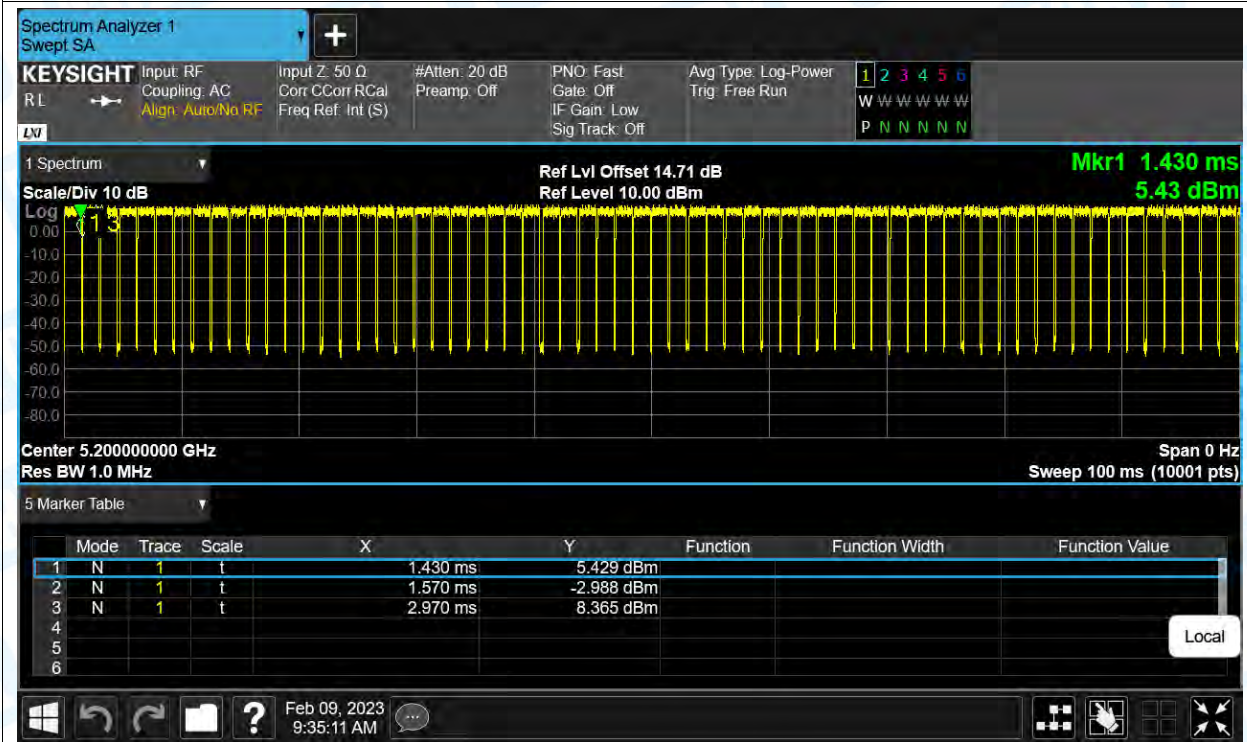 Spectrum Analyzer 1
Swept SA
+
KEYSIGHT
R L
LXI
Input: RF
Coupling: AC
Align: Auto/No RF
Input Z: 50 Ω
Corr CCorr RCal
Freq Ref: Int (S)
#Atten: 20 dB
Preamp: Off
PNO: Fast
Gate: Off
IF Gain: Low
Sig Track: Off
Avg Type: Log-Power
Trig: Free Run
1 2 3 4 5 6
W W W W W W
P N N N N N
1 Spectrum
Scale/Div 10 dB
Ref Lvl Offset 14.71 dB
Ref Level 10.00 dBm
Mkr1 1.430 ms
5.43 dBm
Log
1 3
0.00
-10.0
-20.0
-30.0
-40.0
-50.0
-60.0
-70.0
-80.0
Center 5.200000000 GHz
Res BW 1.0 MHz
Span 0 Hz
Sweep 100 ms (10001 pts)
5 Marker Table
Mode Trace Scale X Y Function Function Width Function Value
1 N 1 t 1.430 ms 5.429 dBm
2 N 1 t 1.570 ms -2.988 dBm
3 N 1 t 2.970 ms 8.365 dBm
4
5
6
Local
?
Feb 09, 2023
9:35:11 AM